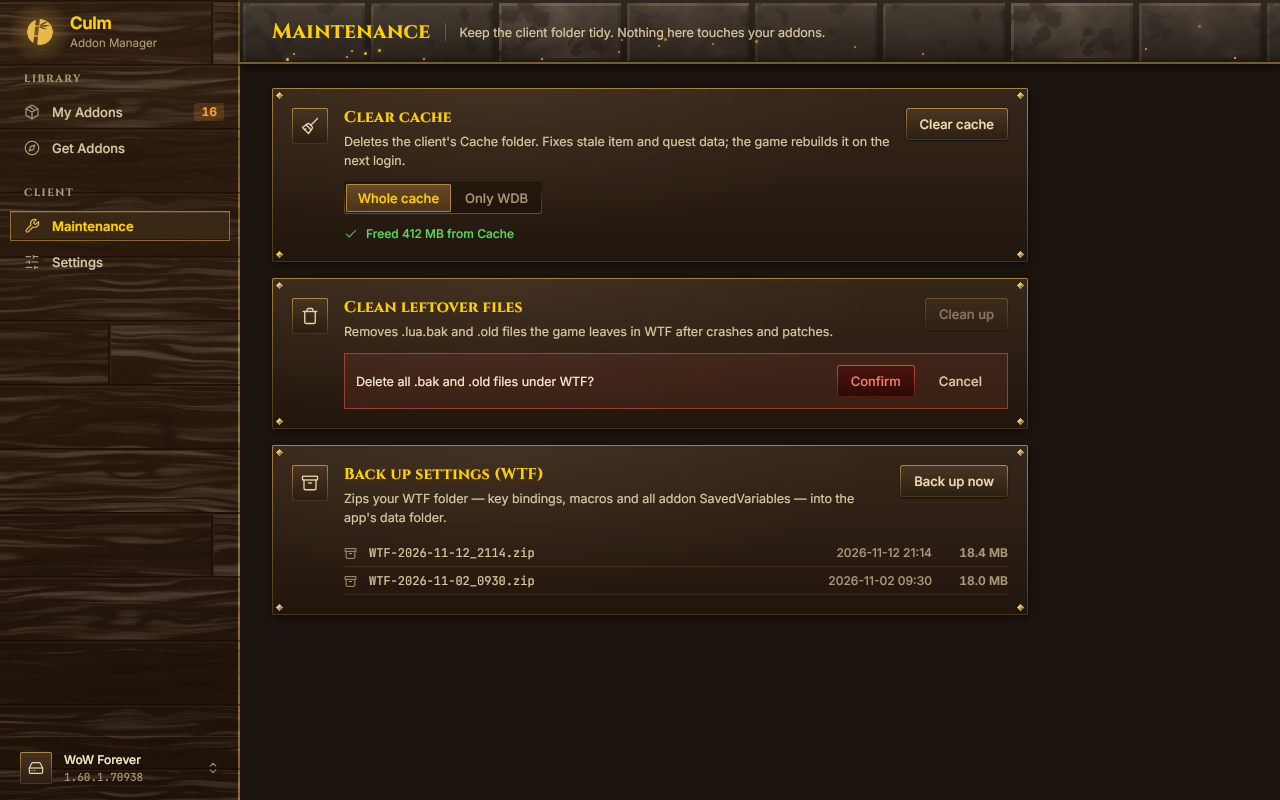 Culm
Addon Manager
LIBRARY
My Addons 16
Get Addons
CLIENT
Maintenance
Settings
WoW Forever
1.60.1.70938
Maintenance
Keep the client folder tidy. Nothing here touches your addons.
Clear cache
Deletes the client's Cache folder. Fixes stale item and quest data; the game rebuilds it on the
next login.
Clear cache
Whole cache Only WDB
Freed 412 MB from Cache
Clean leftover files
Removes .lua.bak and .old files the game leaves in WTF after crashes and patches.
Clean up
Delete all .bak and .old files under WTF?
Confirm Cancel
Back up settings (WTF)
Zips your WTF folder — key bindings, macros and all addon SavedVariables — into the
app's data folder.
Back up now
WTF-2026-11-12_2114.zip 2026-11-12 21:14 18.4 MB
WTF-2026-11-02_0930.zip 2026-11-02 09:30 18.0 MB